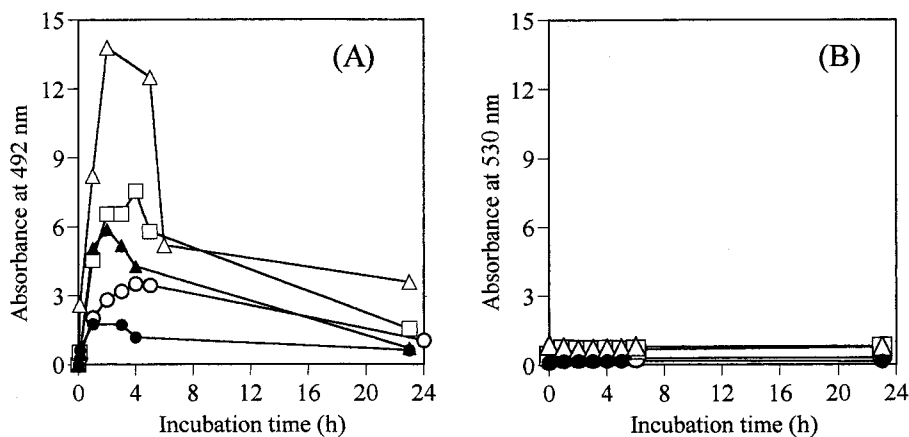 (A)
Absorbance at 492 nm
15
12
9
6
3
0
0 4 8 12 16 20 24
Incubation time (h)
(B)
Absorbance at 530 nm
15
12
9
6
3
0
0 4 8 12 16 20 24
Incubation time (h)